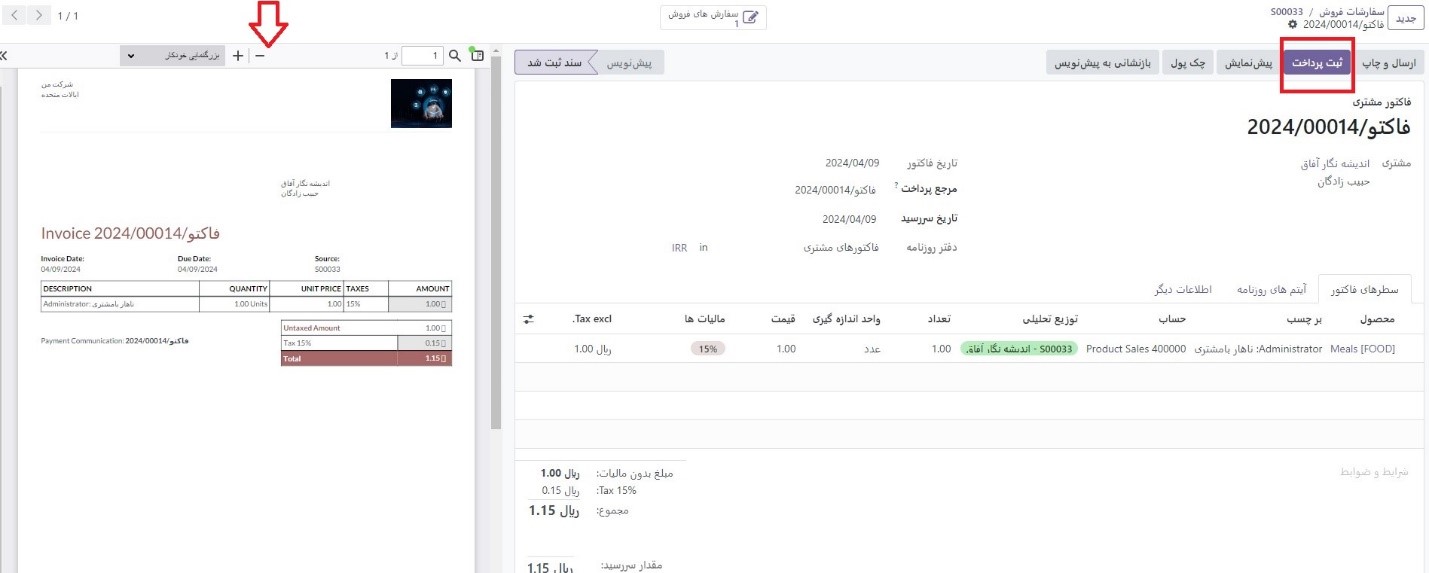 جدید
سفارشات فروش / S00033
فاکتو/2024/00014
سفارش های فروش
1
1 / 1
ارسال و چاپ
ثبت پرداخت
پیش‌نمایش
چک پول
بازنشانی به پیش‌نویس
پیش‌نویس
سند ثبت شد
فاکتور مشتری
فاکتو/2024/00014
مشتری
اندیشه نگار آفاق
حبیب زادگان
تاریخ فاکتور 2024/04/09
مرجع پرداخت ? فاکتو/2024/00014
تاریخ سررسید 2024/04/09
دفتر روزنامه فاکتورهای مشتری in IRR
سطرهای فاکتور
آیتم های روزنامه
اطلاعات دیگر
محصول بر چسب حساب توزیع تحلیلی تعداد واحد اندازه گیری قیمت مالیات ها Tax excl.
[FOOD] Meals Administrator: ناهار بامشتری 400000 Product Sales S00033 - اندیشه نگار آفاق 1.00 عدد 1.00 15% ریال 1.00
شرایط و ضوابط
مبلغ بدون مالیات: ریال 1.00
Tax 15%: ریال 0.15
مجموع: ریال 1.15
مقدار سررسید: ریال 1.15
بزرگنمایی خودکار
1 از 1
شرکت من
ایالات متحده
اندیشه نگار آفاق
حبیب زادگان
Invoice فاکتو/2024/00014
Invoice Date: Due Date: Source:
04/09/2024 04/09/2024 S00033
DESCRIPTION QUANTITY UNIT PRICE TAXES AMOUNT
Administrator: ناهار بامشتری 1.00 Units 1.00 15% 1.00
Untaxed Amount 1.00
Tax 15% 0.15
Total 1.15
Payment Communication: فاکتو/2024/00014